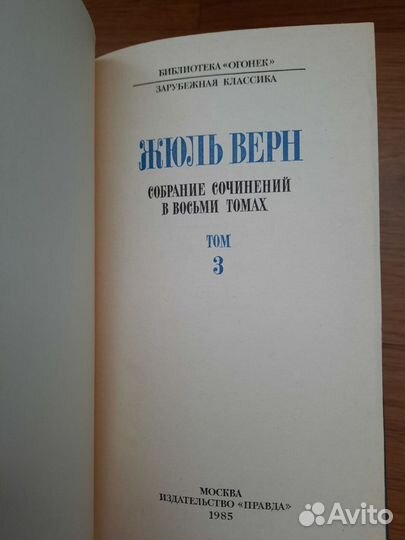 БИБЛИОТЕКА «ОГОНЕК»
ЗАРУБЕЖНАЯ КЛАССИКА
ЖЮЛЬ ВЕРН
СОБРАНИЕ СОЧИНЕНИЙ
В ВОСЬМИ ТОМАХ
ТОМ
3
МОСКВА
ИЗДАТЕЛЬСТВО «ПРАВДА»
1985
Avito